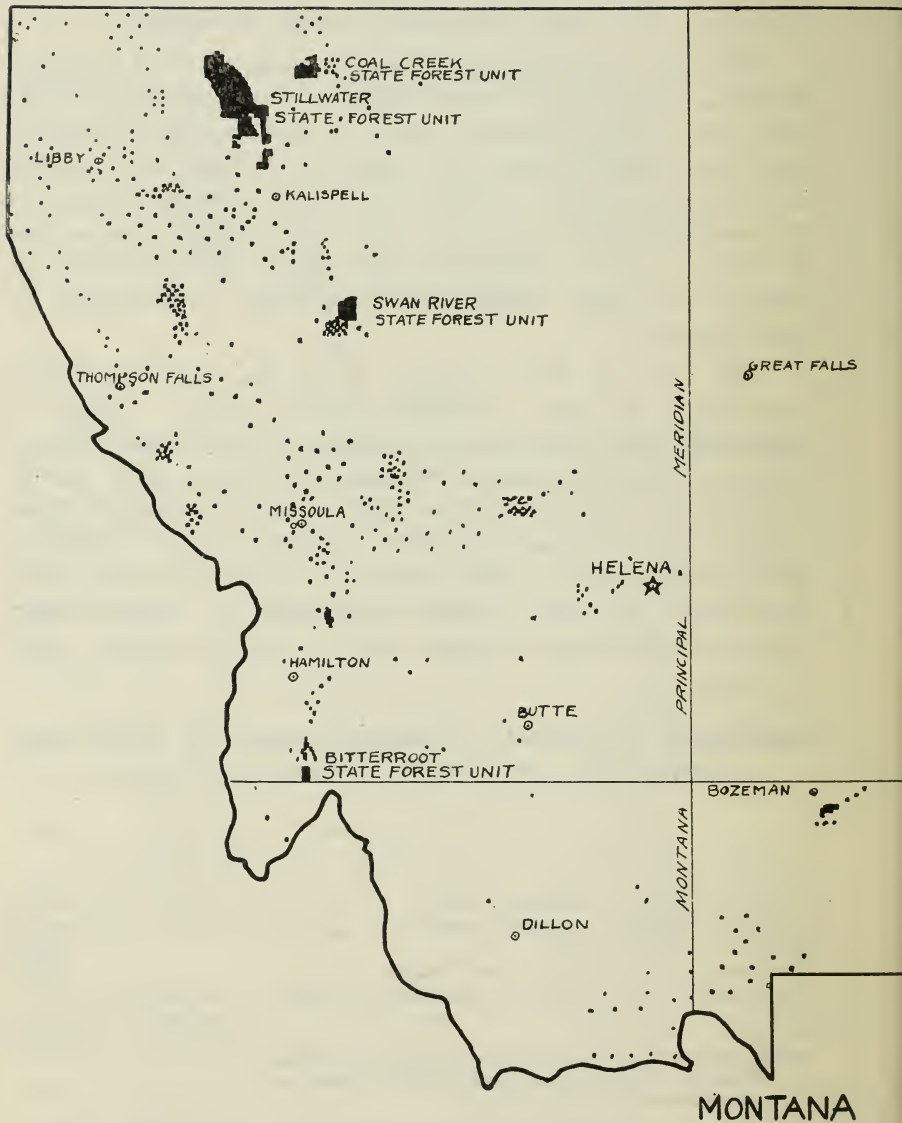 COAL CREEK
STATE FOREST UNIT
STILLWATER
STATE FOREST UNIT
LIBBY
KALISPELL
SWAN RIVER
STATE FOREST UNIT
THOMPSON FALLS
GREAT FALLS
MERIDIAN
MISSOULA
HELENA
PRINCIPAL
HAMILTON
BUTTE
BITTERROOT
STATE FOREST UNIT
BOZEMAN
MONTANA
DILLON
MONTANA